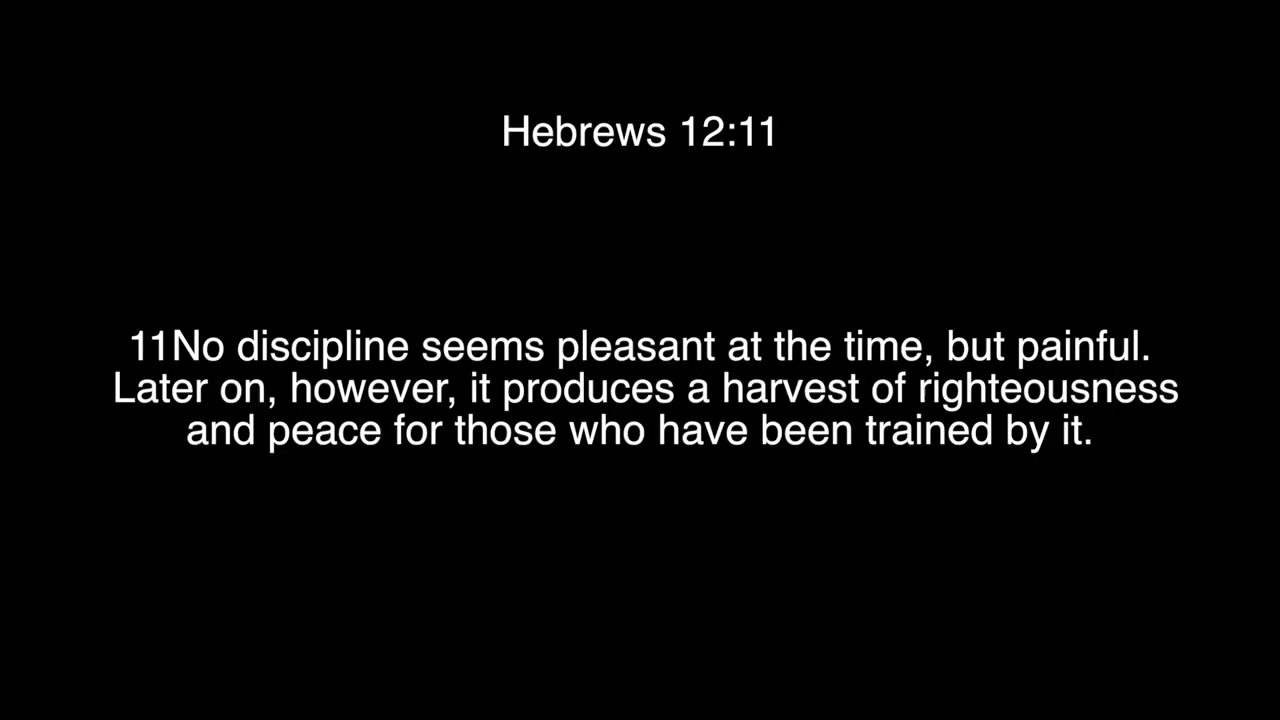 Hebrews 12:11
11No discipline seems pleasant at the time, but painful.
Later on, however, it produces a harvest of righteousness
and peace for those who have been trained by it.